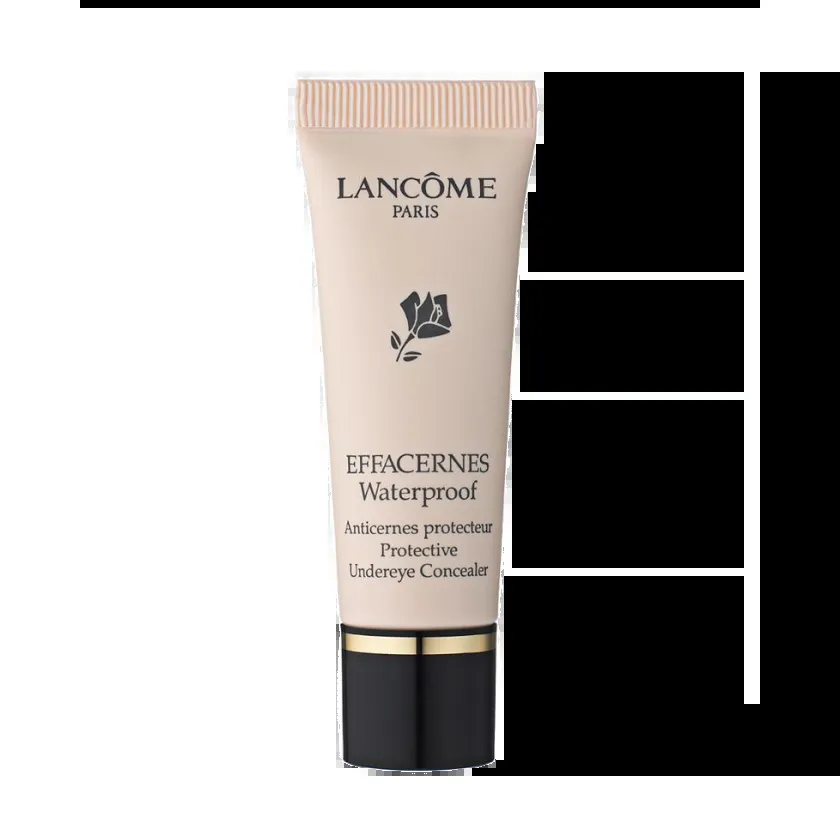 LANCÔME
PARIS
EFFACERNES
Waterproof
Anticernes protecteur
Protective
Undereye Concealer